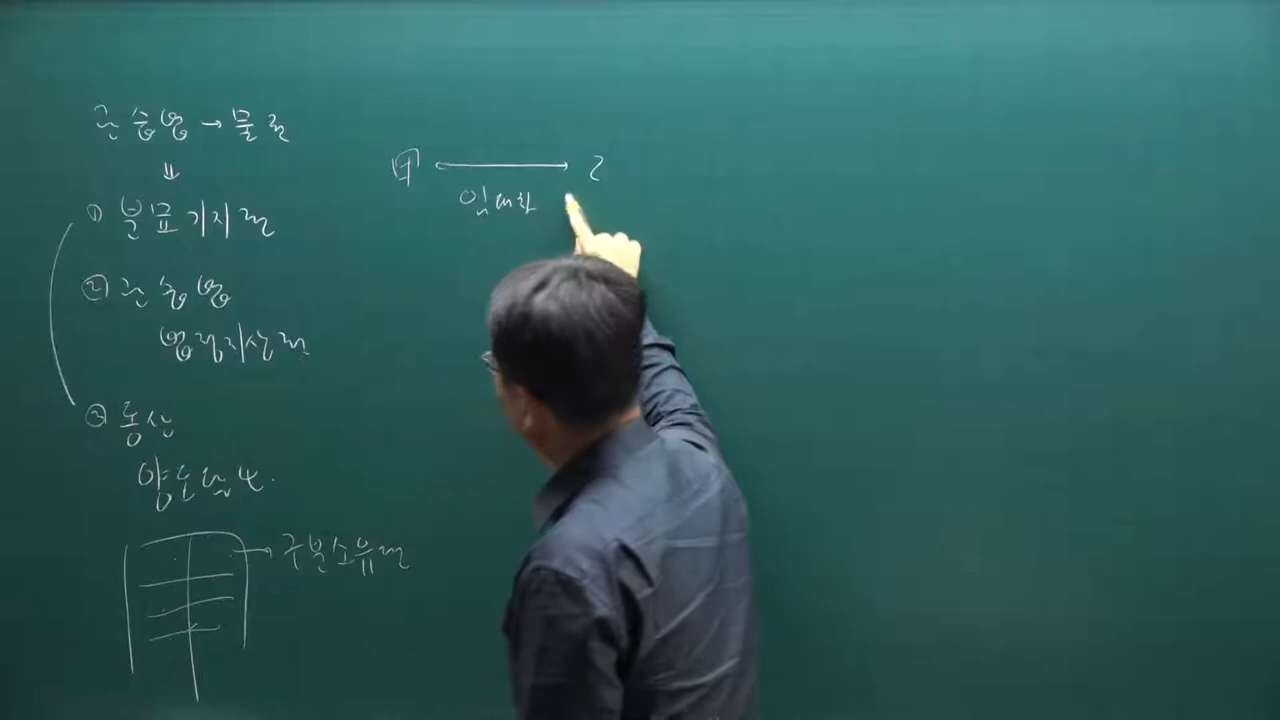 관습법 → 물권
⇓
① 분묘기지권
② 관습법
법정지상권
③ 동산
양도담보.
→ 구분소유권
甲 ↔ 乙
임대차